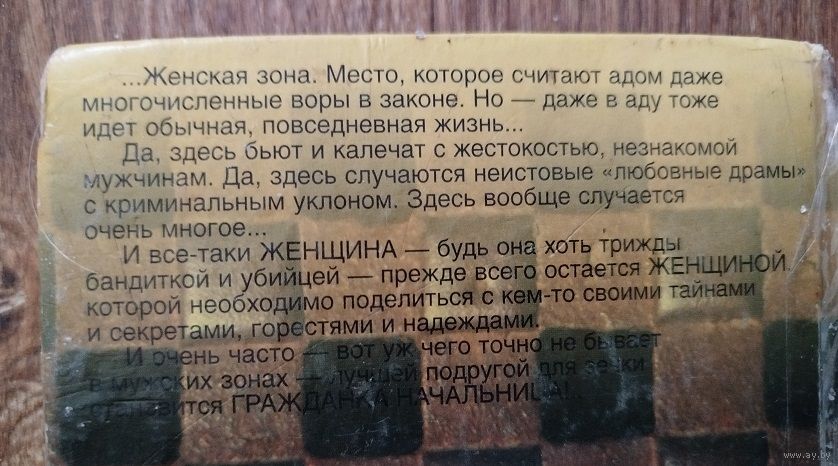 ...Женская зона. Место, которое считают адом даже
многочисленные воры в законе. Но — даже в аду тоже
идет обычная, повседневная жизнь...
Да, здесь бьют и калечат с жестокостью, незнакомой
мужчинам. Да, здесь случаются неистовые «любовные драмы»
с криминальным уклоном. Здесь вообще случается
очень многое...
И все-таки ЖЕНЩИНА — будь она хоть трижды
бандиткой и убийцей — прежде всего остается ЖЕНЩИНОЙ,
которой необходимо поделиться с кем-то своими тайнами
и секретами, горестями и надеждами.
И очень часто — вот уж чего точно не бывает
в мужских зонах — лучшей подругой для зечки
становится ГРАЖДАНКА НАЧАЛЬНИЦА!..
www.ay.by